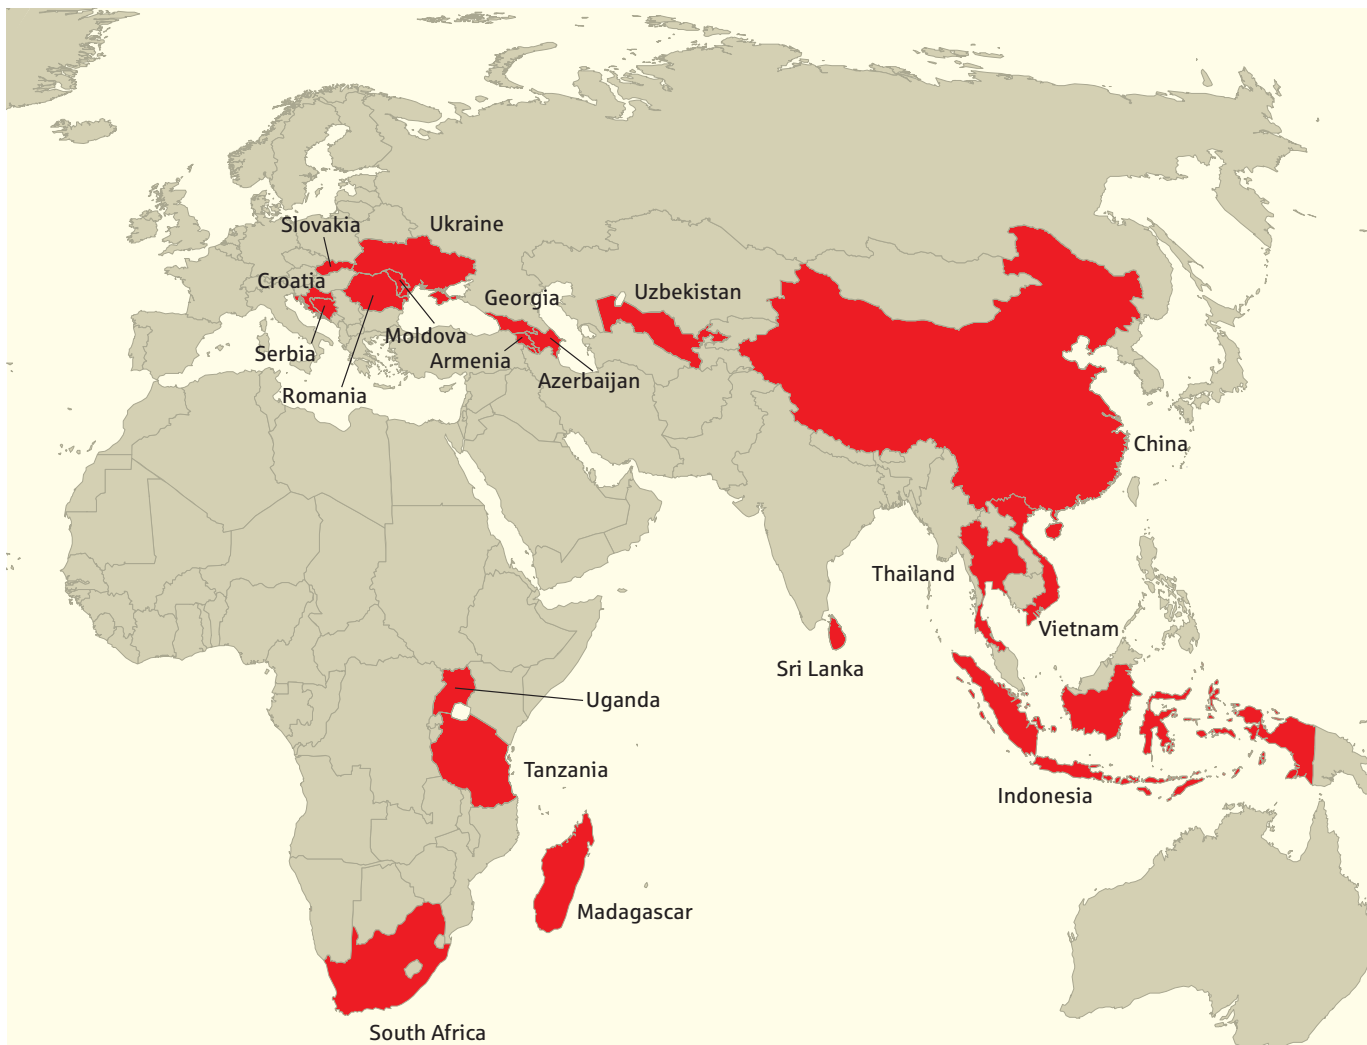 Slovakia
Ukraine
Croatia
Georgia
Uzbekistan
Moldova
Serbia
Armenia
Azerbaijan
Romania
China
Thailand
Vietnam
Sri Lanka
Uganda
Tanzania
Indonesia
Madagascar
South Africa